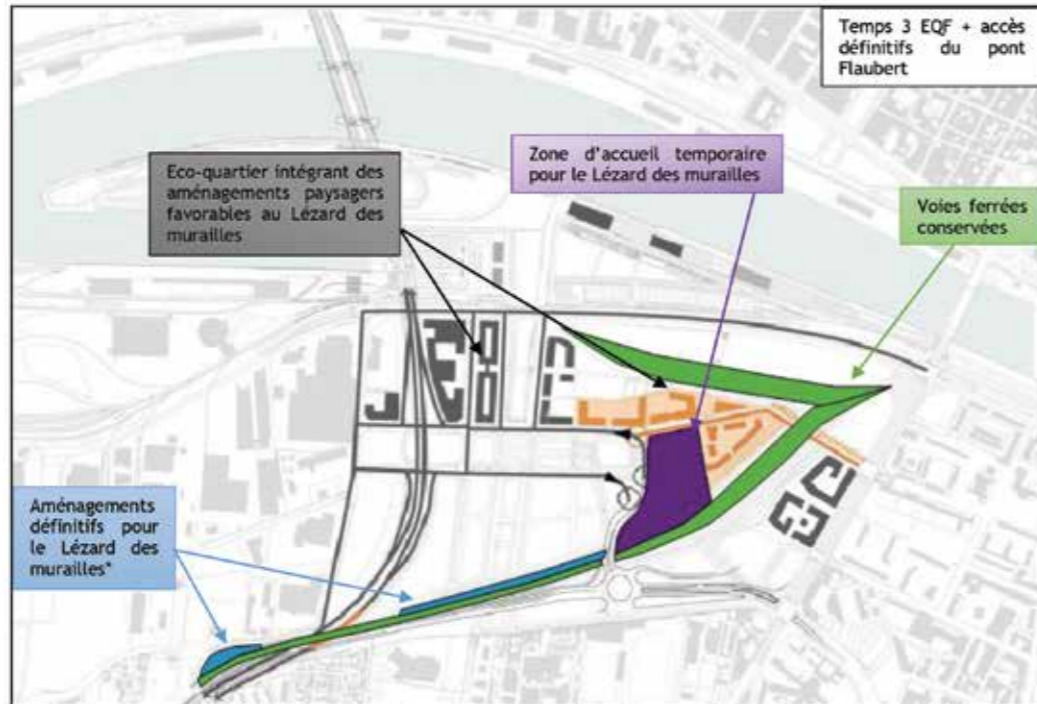 Temps 3 EQF + accès
définitifs du pont
Flaubert
Eco-quartier intégrant des
aménagements paysagers
favorables au Lézard des
murailles
Zone d'accueil temporaire
pour le Lézard des murailles
Voies ferrées
conservées
Aménagements
définitifs pour
le Lézard des
murailles*